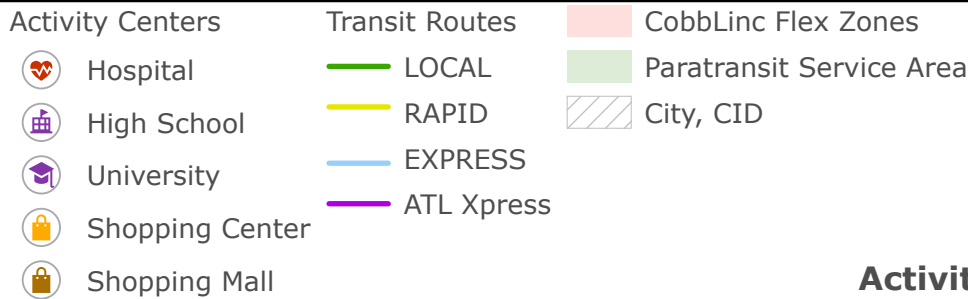 Activity Centers
Hospital
High School
University
Shopping Center
Shopping Mall
Transit Routes
LOCAL
RAPID
EXPRESS
ATL Xpress
CobbLinc Flex Zones
Paratransit Service Area
City, CID
Activit